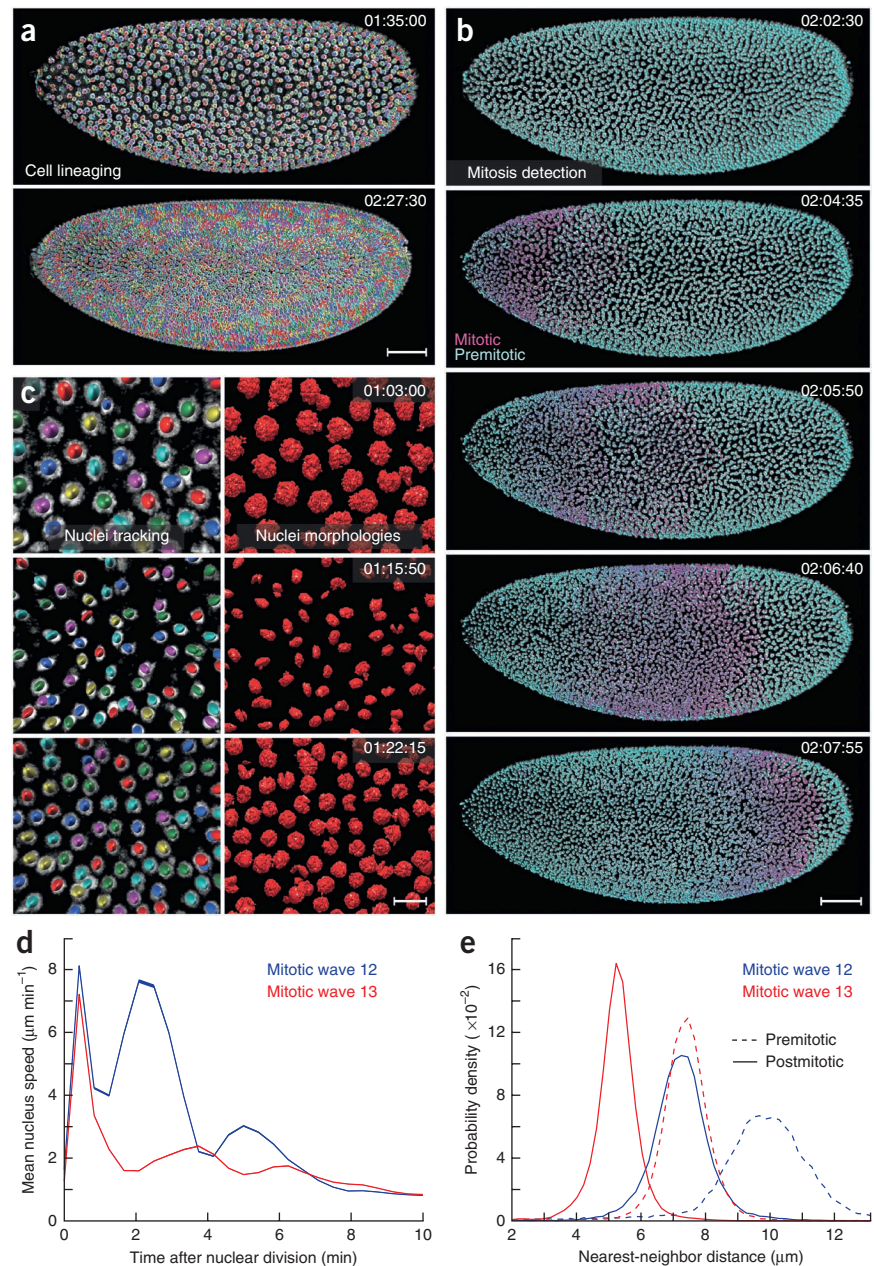 a
01:35:00
Cell lineaging
02:27:30
b
02:02:30
Mitosis detection
02:04:35
Mitotic
Premitotic
02:05:50
02:06:40
02:07:55
c
01:03:00
Nuclei tracking
Nuclei morphologies
01:15:50
01:22:15
d
Mitotic wave 12
Mitotic wave 13
Mean nucleus speed (µm min⁻¹)
8
6
4
2
0
0 2 4 6 8 10
Time after nuclear division (min)
e
Mitotic wave 12
Mitotic wave 13
Premitotic
Postmitotic
Probability density ( ×10⁻²)
16
12
8
4
0
2 4 6 8 10 12
Nearest-neighbor distance (µm)